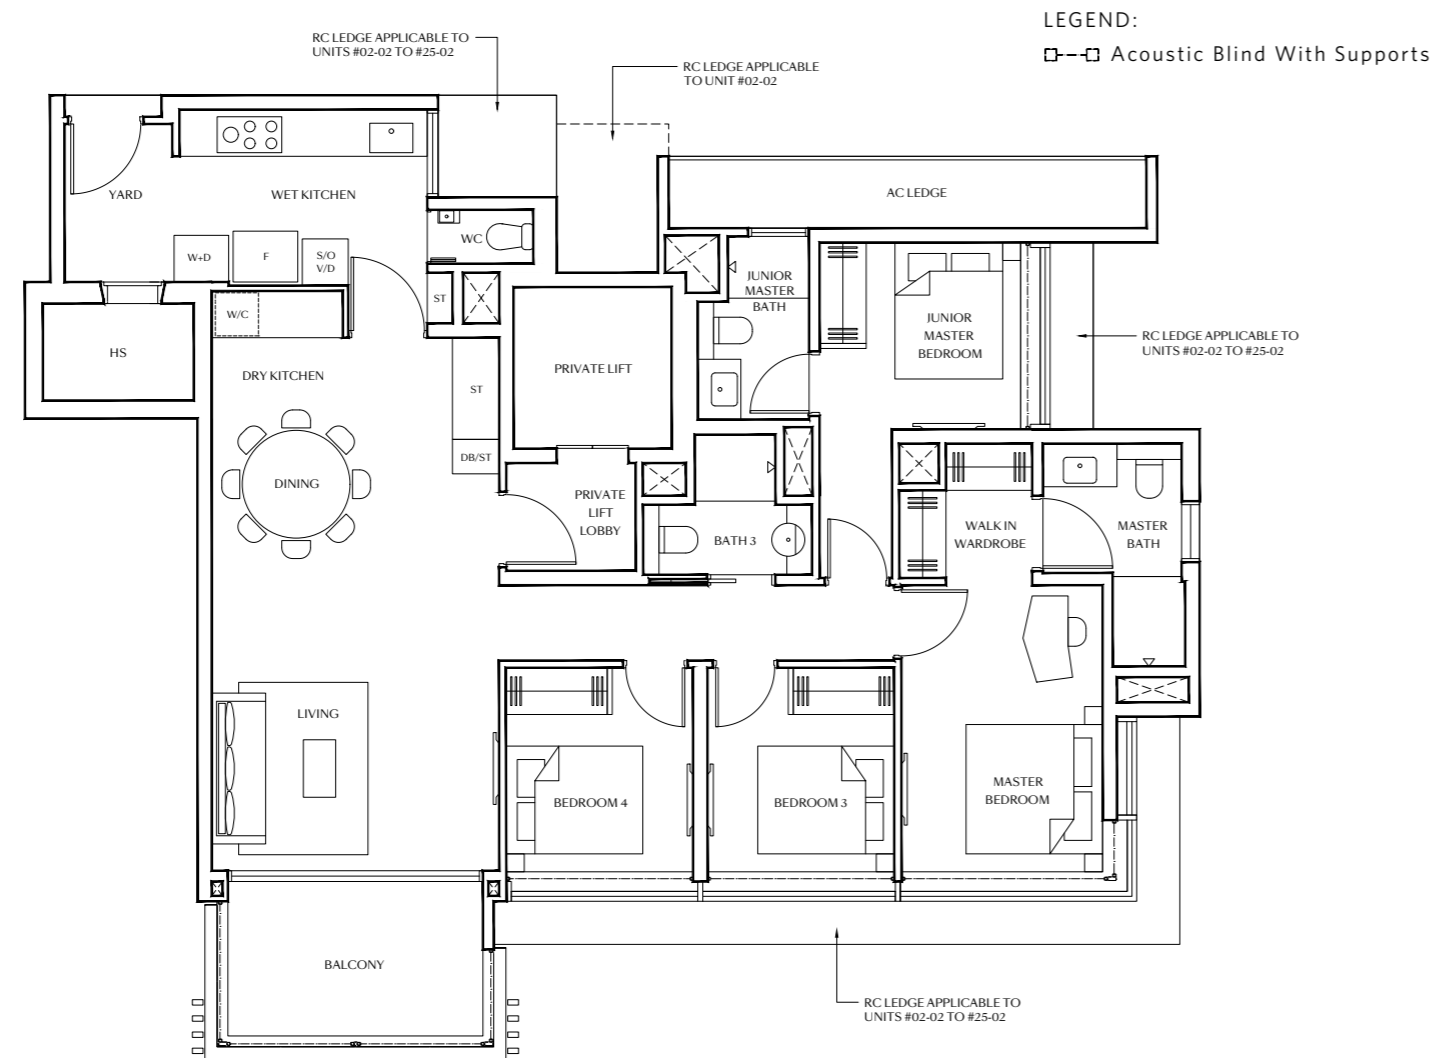 LEGEND:
Acoustic Blind With Supports
RC LEDGE APPLICABLE TO
UNITS #02-02 TO #25-02
RC LEDGE APPLICABLE
TO UNIT #02-02
YARD
WET KITCHEN
AC LEDGE
WC
W+D
F
S/O
V/D
JUNIOR
MASTER
BATH
ST
W/C
HS
JUNIOR
MASTER
BEDROOM
RC LEDGE APPLICABLE TO
UNITS #02-02 TO #25-02
PRIVATE LIFT
DRY KITCHEN
ST
DB/ST
DINING
PRIVATE
LIFT
LOBBY
BATH 3
WALK IN
WARDROBE
MASTER
BATH
LIVING
BEDROOM 4
BEDROOM 3
MASTER
BEDROOM
BALCONY
RC LEDGE APPLICABLE TO
UNITS #02-02 TO #25-02